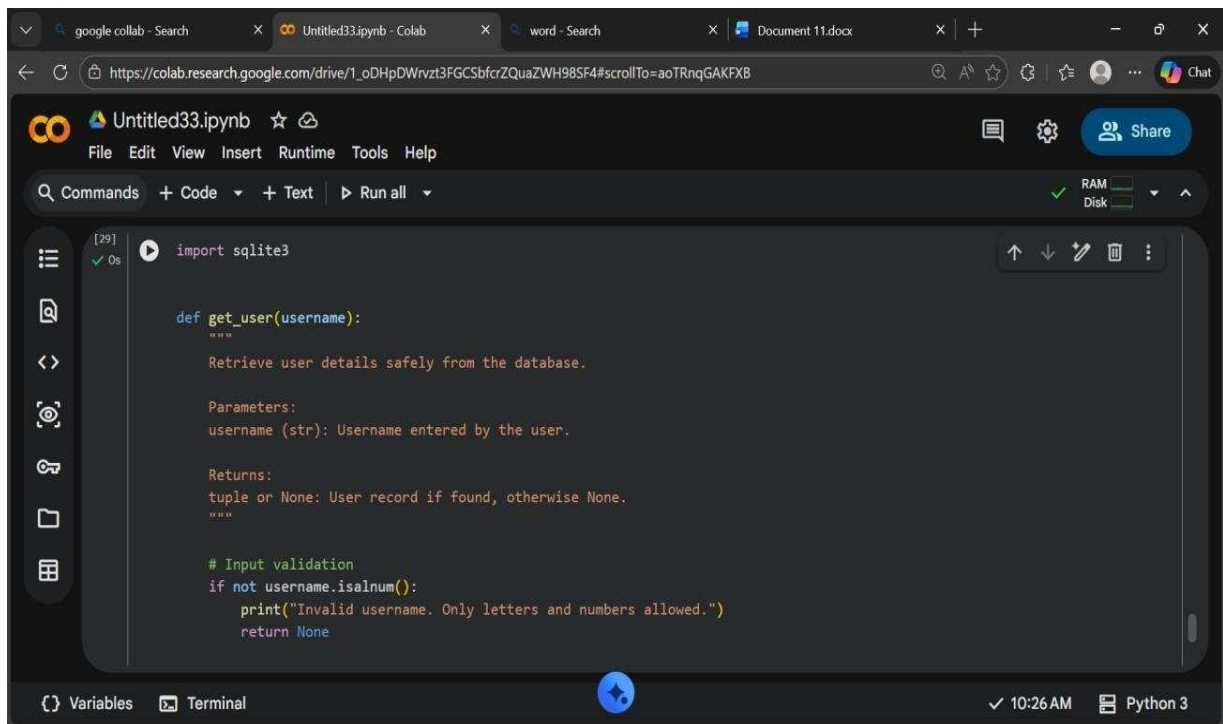 google collab - Search
Untitled33.ipynb - Colab
word - Search
Document 11.docx
https://colab.research.google.com/drive/1_oDHpDWrvzt3FGCSbfcrZQuaZWH98SF4#scrollTo=aoTRnqGAKFXB
Chat
Untitled33.ipynb
Share
File Edit View Insert Runtime Tools Help
Commands + Code + Text Run all
RAM
Disk
[29]
0s
import sqlite3
def get_user(username):
"""
Retrieve user details safely from the database.
Parameters:
username (str): Username entered by the user.
Returns:
tuple or None: User record if found, otherwise None.
"""
# Input validation
if not username.isalnum():
print("Invalid username. Only letters and numbers allowed.")
return None
{} Variables Terminal
10:26 AM Python 3